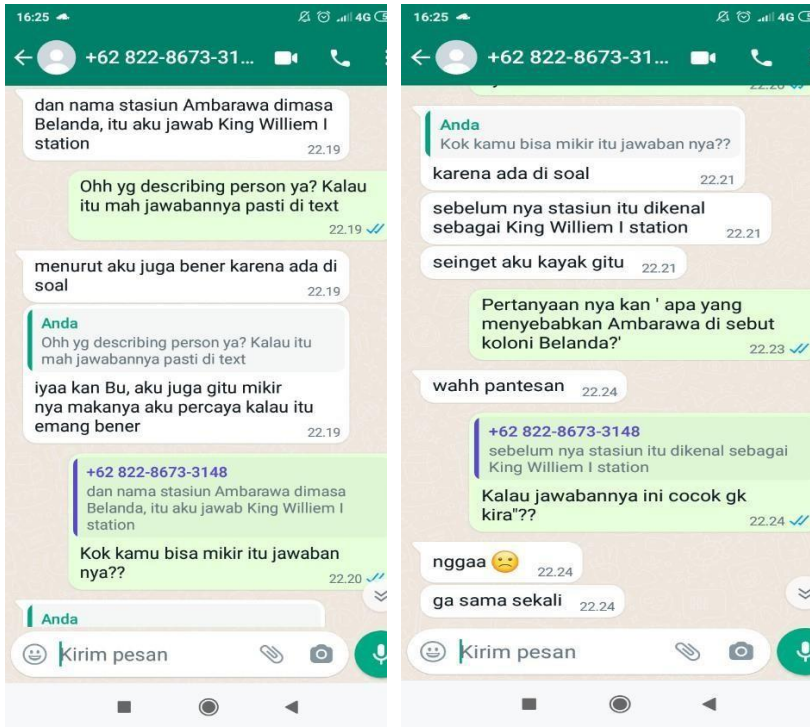 16:25
4G
+62 822-8673-31...
dan nama stasiun Ambarawa dimasa
Belanda, itu aku jawab King Williem I
station
22.19
Ohh yg describing person ya? Kalau
itu mah jawabannya pasti di text
22.19
menurut aku juga bener karena ada di
soal
22.19
Anda
Ohh yg describing person ya? Kalau itu
mah jawabannya pasti di text
iyaa kan Bu, aku juga gitu mikir
nya makanya aku percaya kalau itu
emang bener
22.19
+62 822-8673-3148
dan nama stasiun Ambarawa dimasa
Belanda, itu aku jawab King Williem I
station
Kok kamu bisa mikir itu jawaban
nya??
22.20
Anda
Kirim pesan
16:25
4G
+62 822-8673-31...
Anda
Kok kamu bisa mikir itu jawaban nya??
karena ada di soal
22.21
sebelum nya stasiun itu dikenal
sebagai King Williem I station
22.21
seinget aku kayak gitu
22.21
Pertanyaan nya kan ' apa yang
menyebabkan Ambarawa di sebut
koloni Belanda?'
22.23
wahh pantesan
22.24
+62 822-8673-3148
sebelum nya stasiun itu dikenal sebagai
King Williem I station
Kalau jawabannya ini cocok gk
kira"??
22.24
nggaa
22.24
ga sama sekali
22.24
Kirim pesan